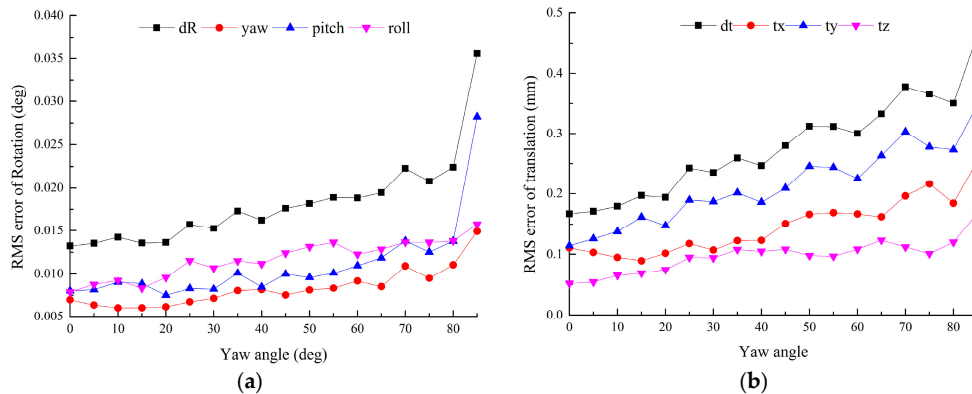 dR yaw pitch roll
RMS error of Rotation (deg)
0.040
0.035
0.030
0.025
0.020
0.015
0.010
0.005
0 10 20 30 40 50 60 70 80
Yaw angle (deg)
(a)
dt tx ty tz
RMS error of translation (mm)
0.5
0.4
0.3
0.2
0.1
0.0
0 10 20 30 40 50 60 70 80
Yaw angle
(b)